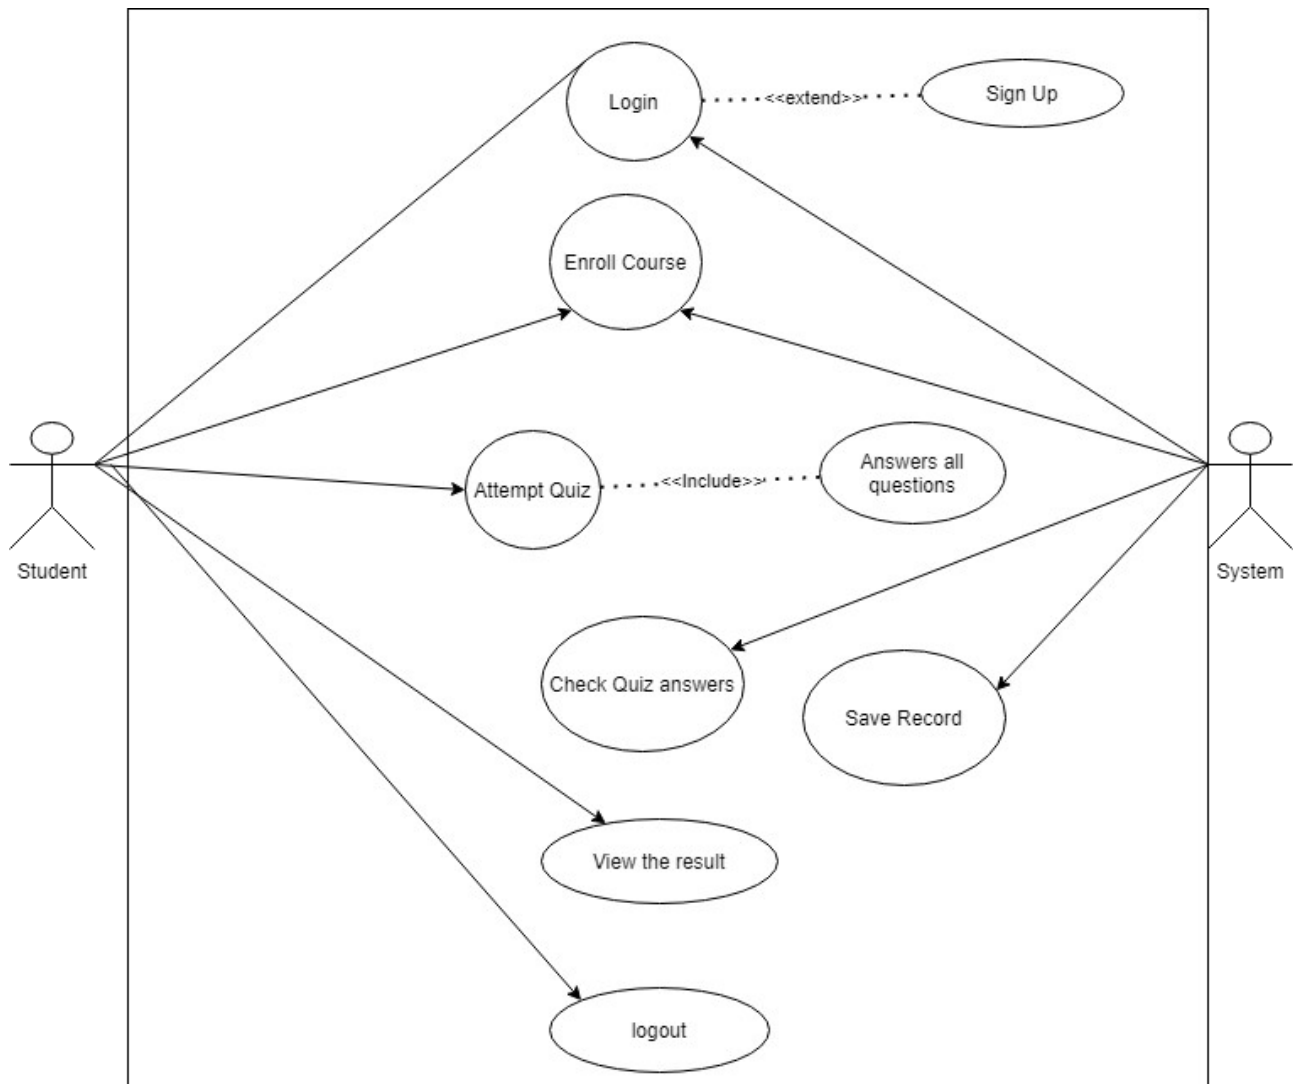 Login
<<extend>>
Sign Up
Enroll Course
Attempt Quiz
<<Include>>
Answers all
questions
Student
System
Check Quiz answers
Save Record
View the result
logout